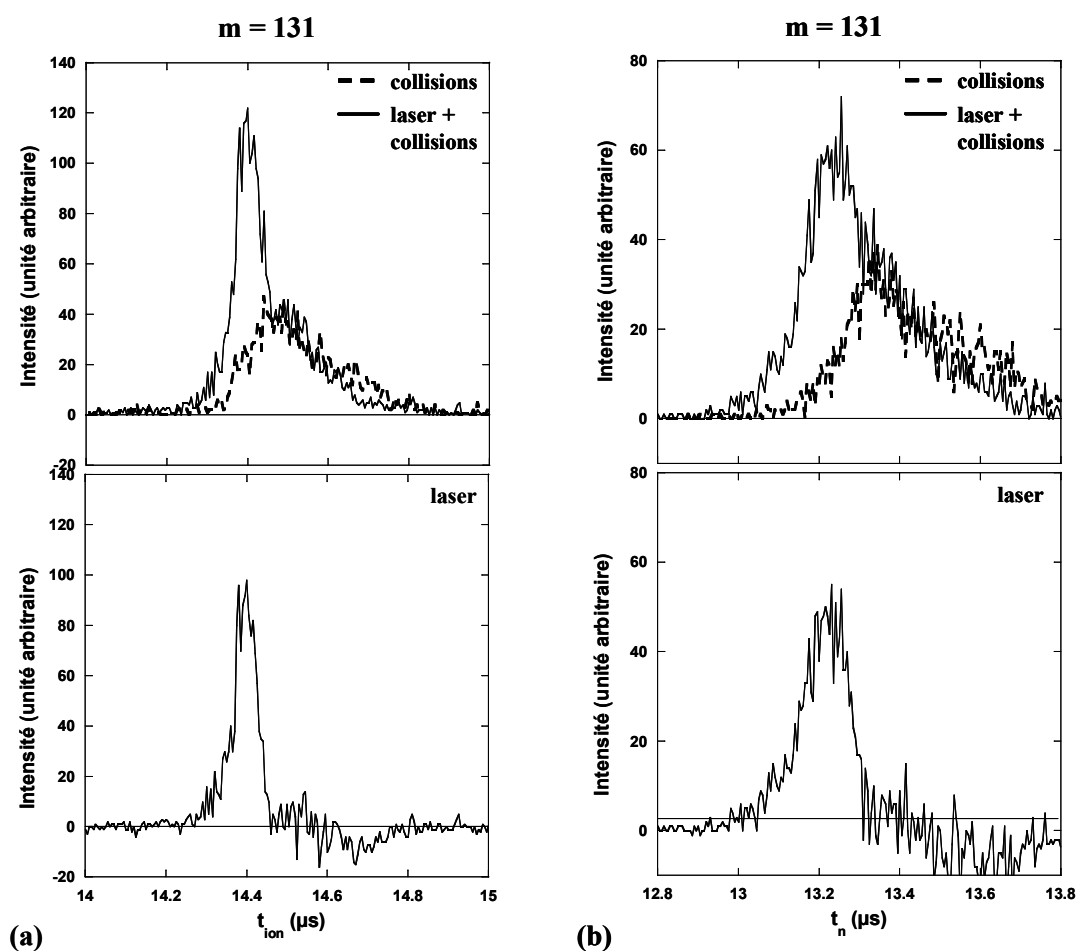 m = 131
140
120
100
80
60
40
20
0
-20
Intensité (unité arbitraire)
collisions
laser +
collisions
140
120
100
80
60
40
20
0
-20
Intensité (unité arbitraire)
laser
14
14.2
14.4
14.6
14.8
15
t_ion (µs)
(a)
m = 131
80
60
40
20
0
Intensité (unité arbitraire)
collisions
laser +
collisions
80
60
40
20
0
Intensité (unité arbitraire)
laser
12.8
13
13.2
13.4
13.6
13.8
t_n (µs)
(b)